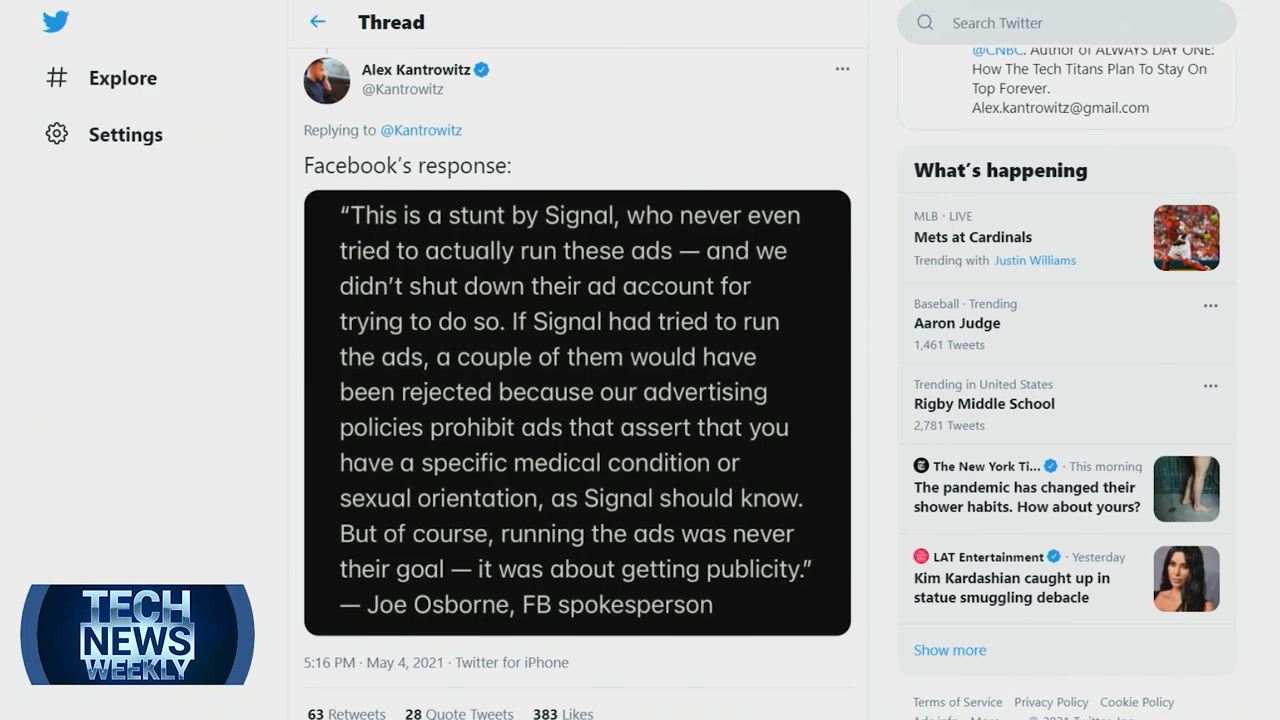 Explore
Settings
Thread
Alex Kantrowitz
@Kantrowitz
Replying to @Kantrowitz
Facebook’s response:
“This is a stunt by Signal, who never even
tried to actually run these ads — and we
didn’t shut down their ad account for
trying to do so. If Signal had tried to run
the ads, a couple of them would have
been rejected because our advertising
policies prohibit ads that assert that you
have a specific medical condition or
sexual orientation, as Signal should know.
But of course, running the ads was never
their goal — it was about getting publicity.”
— Joe Osborne, FB spokesperson
5:16 PM · May 4, 2021 · Twitter for iPhone
63 Retweets 28 Quote Tweets 383 Likes
Search Twitter
@CNBC. Author of ALWAYS DAY ONE:
How The Tech Titans Plan To Stay On
Top Forever.
Alex.kantrowitz@gmail.com
What’s happening
MLB · LIVE
Mets at Cardinals
Trending with Justin Williams
Baseball · Trending
Aaron Judge
1,461 Tweets
Trending in United States
Rigby Middle School
2,781 Tweets
The New York Ti... · This morning
The pandemic has changed their
shower habits. How about yours?
LAT Entertainment · Yesterday
Kim Kardashian caught up in
statue smuggling debacle
Show more
Terms of Service Privacy Policy Cookie Policy
Ads info More © 2021 Twitter, Inc.
TECH
NEWS
WEEKLY